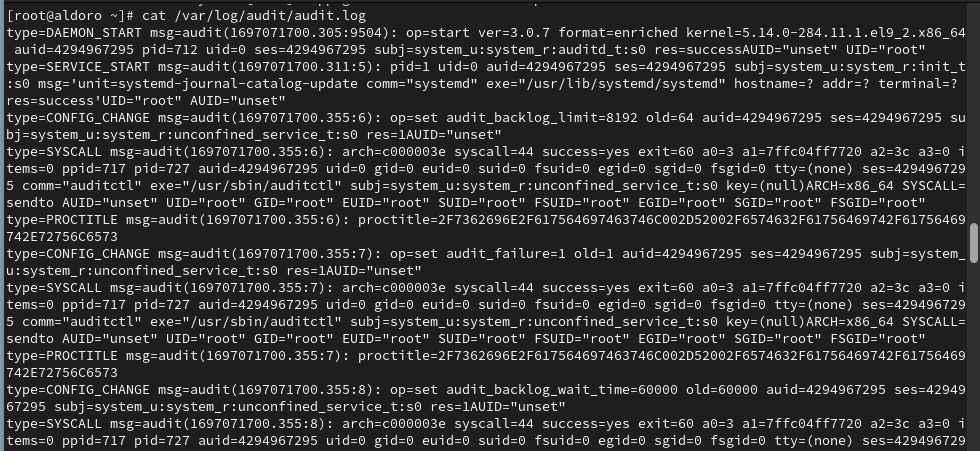 [root@aldoro ~]# cat /var/log/audit/audit.log
type=DAEMON_START msg=audit(1697071700.305:9504): op=start ver=3.0.7 format=enriched kernel=5.14.0-284.11.1.el9_2.x86_64
 auid=4294967295 pid=712 uid=0 ses=4294967295 subj=system_u:system_r:auditd_t:s0 res=successAUID="unset" UID="root"
type=SERVICE_START msg=audit(1697071700.311:5): pid=1 uid=0 auid=4294967295 ses=4294967295 subj=system_u:system_r:init_t
:s0 msg='unit=systemd-journal-catalog-update comm="systemd" exe="/usr/lib/systemd/systemd" hostname=? addr=? terminal=?
res=success'UID="root" AUID="unset"
type=CONFIG_CHANGE msg=audit(1697071700.355:6): op=set audit_backlog_limit=8192 old=64 auid=4294967295 ses=4294967295 su
bj=system_u:system_r:unconfined_service_t:s0 res=1AUID="unset"
type=SYSCALL msg=audit(1697071700.355:6): arch=c000003e syscall=44 success=yes exit=60 a0=3 a1=7ffc04ff7720 a2=3c a3=0 i
tems=0 ppid=717 pid=727 auid=4294967295 uid=0 gid=0 euid=0 suid=0 fsuid=0 egid=0 sgid=0 fsgid=0 tty=(none) ses=429496729
5 comm="auditctl" exe="/usr/sbin/auditctl" subj=system_u:system_r:unconfined_service_t:s0 key=(null)ARCH=x86_64 SYSCALL=
sendto AUID="unset" UID="root" GID="root" EUID="root" SUID="root" FSUID="root" EGID="root" SGID="root" FSGID="root"
type=PROCTITLE msg=audit(1697071700.355:6): proctitle=2F7362696E2F617564697463746C002D52002F6574632F61756469742F61756469
742E72756C6573
type=CONFIG_CHANGE msg=audit(1697071700.355:7): op=set audit_failure=1 old=1 auid=4294967295 ses=4294967295 subj=system_
u:system_r:unconfined_service_t:s0 res=1AUID="unset"
type=SYSCALL msg=audit(1697071700.355:7): arch=c000003e syscall=44 success=yes exit=60 a0=3 a1=7ffc04ff7720 a2=3c a3=0 i
tems=0 ppid=717 pid=727 auid=4294967295 uid=0 gid=0 euid=0 suid=0 fsuid=0 egid=0 sgid=0 fsgid=0 tty=(none) ses=429496729
5 comm="auditctl" exe="/usr/sbin/auditctl" subj=system_u:system_r:unconfined_service_t:s0 key=(null)ARCH=x86_64 SYSCALL=
sendto AUID="unset" UID="root" GID="root" EUID="root" SUID="root" FSUID="root" EGID="root" SGID="root" FSGID="root"
type=PROCTITLE msg=audit(1697071700.355:7): proctitle=2F7362696E2F617564697463746C002D52002F6574632F61756469742F61756469
742E72756C6573
type=CONFIG_CHANGE msg=audit(1697071700.355:8): op=set audit_backlog_wait_time=60000 old=60000 auid=4294967295 ses=42949
67295 subj=system_u:system_r:unconfined_service_t:s0 res=1AUID="unset"
type=SYSCALL msg=audit(1697071700.355:8): arch=c000003e syscall=44 success=yes exit=60 a0=3 a1=7ffc04ff7720 a2=3c a3=0 i
tems=0 ppid=717 pid=727 auid=4294967295 uid=0 gid=0 euid=0 suid=0 fsuid=0 egid=0 sgid=0 fsgid=0 tty=(none) ses=429496729